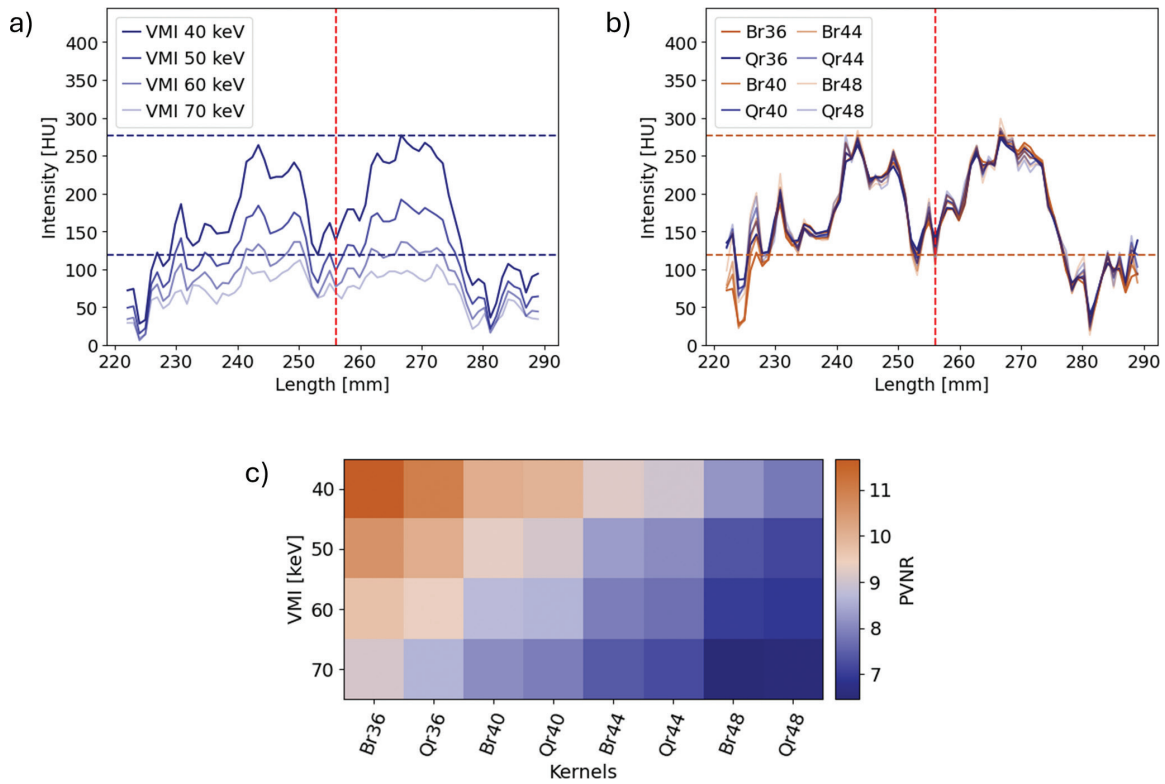 a)
VMI 40 keV
VMI 50 keV
VMI 60 keV
VMI 70 keV
Intensity [HU]
400
350
300
250
200
150
100
50
0
220 230 240 250 260 270 280 290
Length [mm]
b)
Br36 Br44
Qr36 Qr44
Br40 Br48
Qr40 Qr48
Intensity [HU]
400
350
300
250
200
150
100
50
0
220 230 240 250 260 270 280 290
Length [mm]
c)
VMI [keV]
40
50
60
70
Br36 Qr36 Br40 Qr40 Br44 Qr44 Br48 Qr48
Kernels
11
10
9
8
7
PVNR